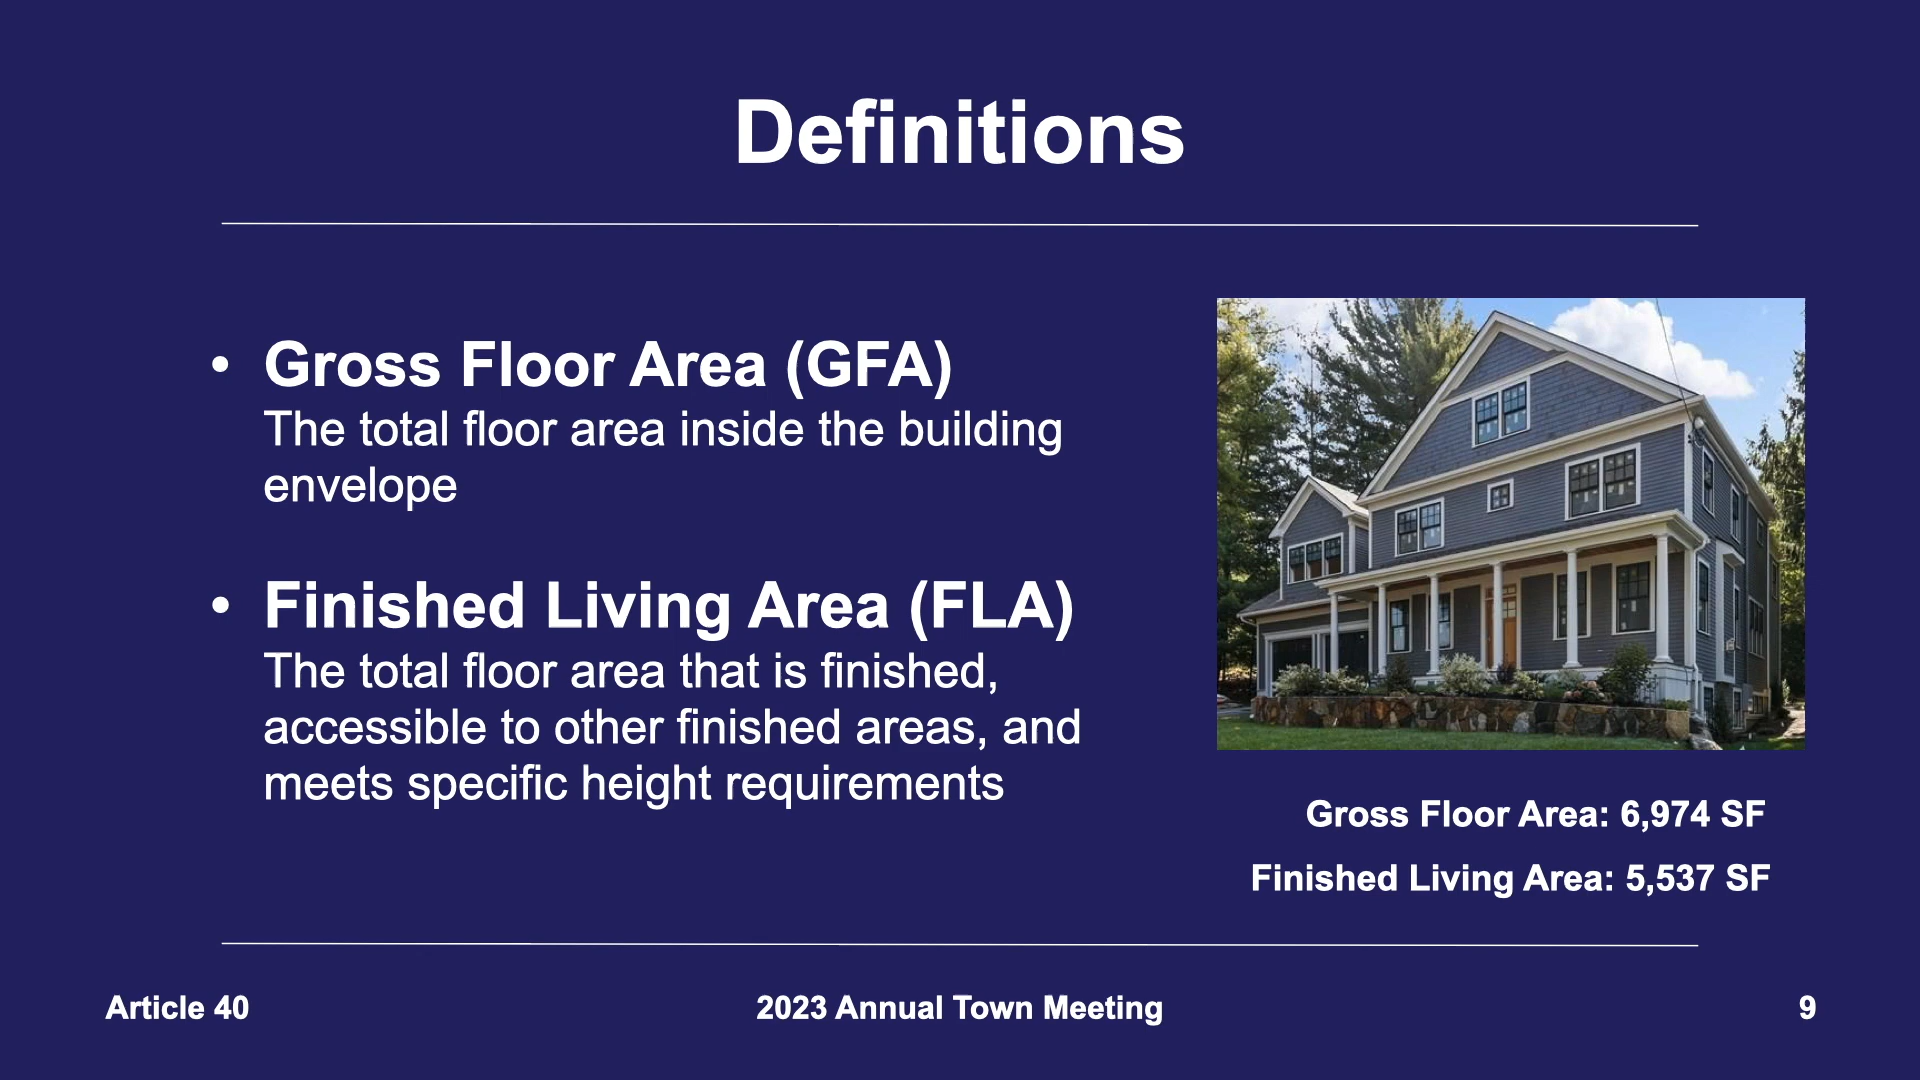 Definitions
• Gross Floor Area (GFA)
The total floor area inside the building
envelope
• Finished Living Area (FLA)
The total floor area that is finished,
accessible to other finished areas, and
meets specific height requirements
Gross Floor Area: 6,974 SF
Finished Living Area: 5,537 SF
Article 40
2023 Annual Town Meeting
9